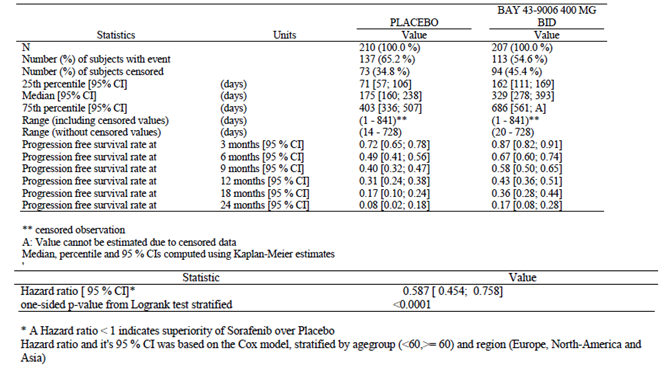 BAY 43-9006 400 MG
PLACEBO BID
Statistics Units Value Value
N 210 (100.0 %) 207 (100.0 %)
Number (%) of subjects with event 137 (65.2 %) 113 (54.6 %)
Number (%) of subjects censored 73 (34.8 %) 94 (45.4 %)
25th percentile [95% CI] (days) 71 [57; 106] 162 [111; 169]
Median [95% CI] (days) 175 [160; 238] 329 [278; 393]
75th percentile [95% CI] (days) 403 [336; 507] 686 [561; A]
Range (including censored values) (days) (1 - 841)** (1 - 841)**
Range (without censored values) (days) (14 - 728) (20 - 728)
Progression free survival rate at 3 months [95 % CI] 0.72 [0.65; 0.78] 0.87 [0.82; 0.91]
Progression free survival rate at 6 months [95 % CI] 0.49 [0.41; 0.56] 0.67 [0.60; 0.74]
Progression free survival rate at 9 months [95 % CI] 0.40 [0.32; 0.47] 0.58 [0.50; 0.65]
Progression free survival rate at 12 months [95 % CI] 0.31 [0.24; 0.38] 0.43 [0.36; 0.51]
Progression free survival rate at 18 months [95 % CI] 0.17 [0.10; 0.24] 0.36 [0.28; 0.44]
Progression free survival rate at 24 months [95 % CI] 0.08 [0.02; 0.18] 0.17 [0.08; 0.28]
** censored observation
A: Value cannot be estimated due to censored data
Median, percentile and 95 % CIs computed using Kaplan-Meier estimates
'
Statistic Value
Hazard ratio [ 95 % CI]* 0.587 [ 0.454; 0.758]
one-sided p-value from Logrank test stratified <0.0001
* A Hazard ratio < 1 indicates superiority of Sorafenib over Placebo
Hazard ratio and it's 95 % CI was based on the Cox model, stratified by agegroup (<60,>= 60) and region (Europe, North-America and
Asia)